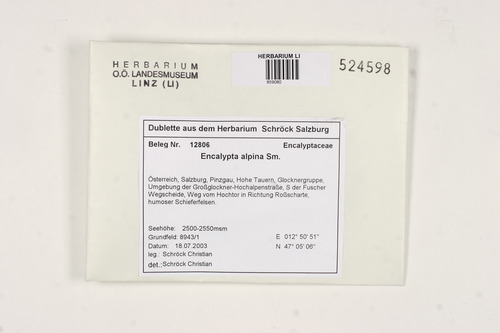 HERBARIUM
O.Ö. LANDESMUSEUM
LINZ (LI)
HERBARIUM LI
524598
Dublette aus dem Herbarium Schröck Salzburg
Beleg Nr. 12806 Encalyptaceae
Encalypta alpina Sm.
Österreich, Salzburg, Pinzgau, Hohe Tauern, Glocknergruppe,
Umgebung der Großglockner-Hochalpenstraße, S der Fuscher
Wegscheide, Weg vom Hochtor in Richtung Roßscharte,
humoser Schieferfelsen.
Seehöhe: 2500-2550msm
Grundfeld: 8943/1 E 012° 50' 51"
Datum: 18.07.2003 N 47° 05' 06"
leg.: Schröck Christian
det.: Schröck Christian